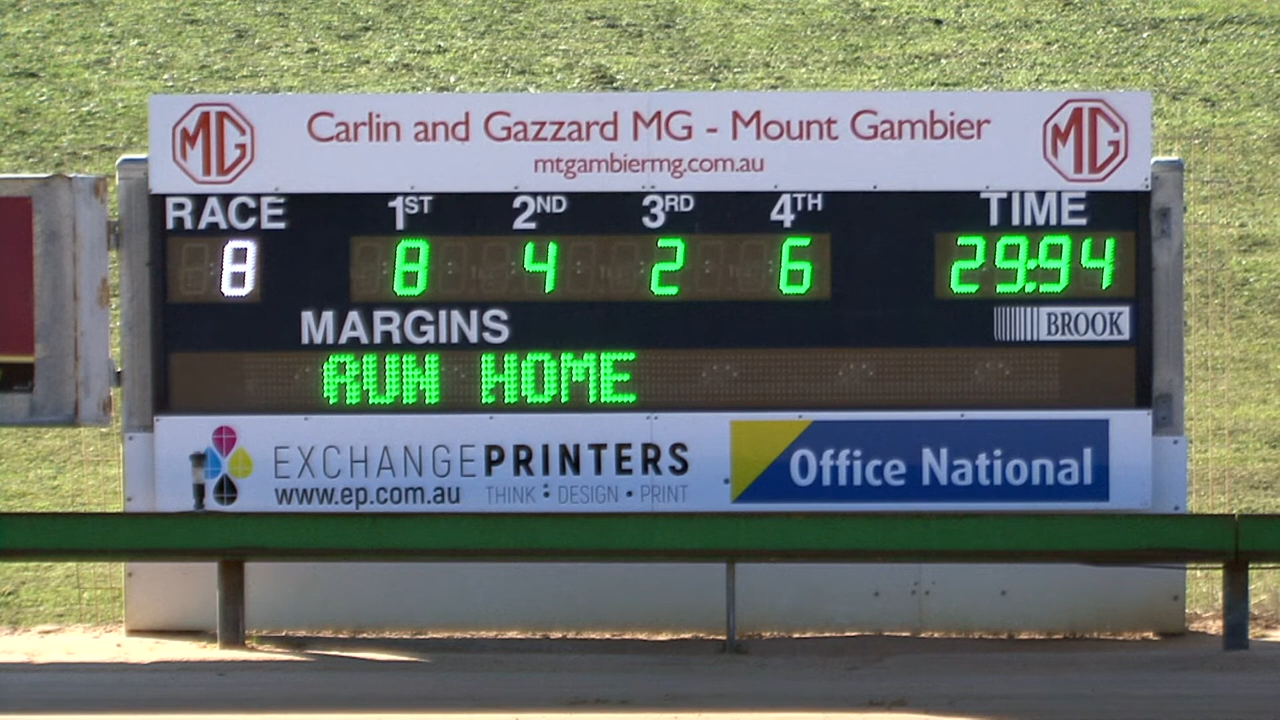 MG Carlin and Gazzard MG - Mount Gambier MG
mtgambiermg.com.au
RACE 1ST 2ND 3RD 4TH TIME
8 8 4 2 6 29:94
MARGINS BROOK
RUN HOME
EXCHANGEPRINTERS Office National
www.ep.com.au THINK : DESIGN • PRINT